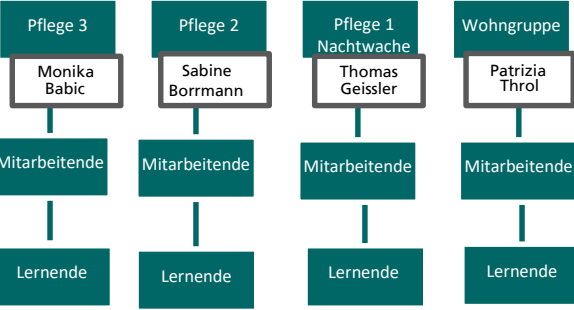 Pflege 3
Monika
Babic
Mitarbeitende
Lernende
Pflege 2
Sabine
Borrmann
Mitarbeitende
Lernende
Pflege 1
Nachtwache
Thomas
Geissler
Mitarbeitende
Lernende
Wohngruppe
Patrizia
Throl
Mitarbeitende
Lernende